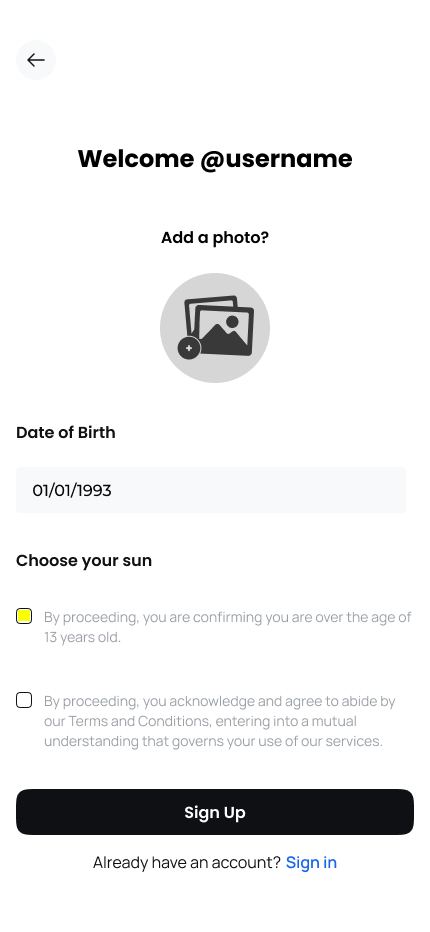 Welcome @username
Add a photo?
Date of Birth
01/01/1993
Choose your sun
By proceeding, you are confirming you are over the age of
13 years old.
By proceeding, you acknowledge and agree to abide by
our Terms and Conditions, entering into a mutual
understanding that governs your use of our services.
Sign Up
Already have an account? Sign in